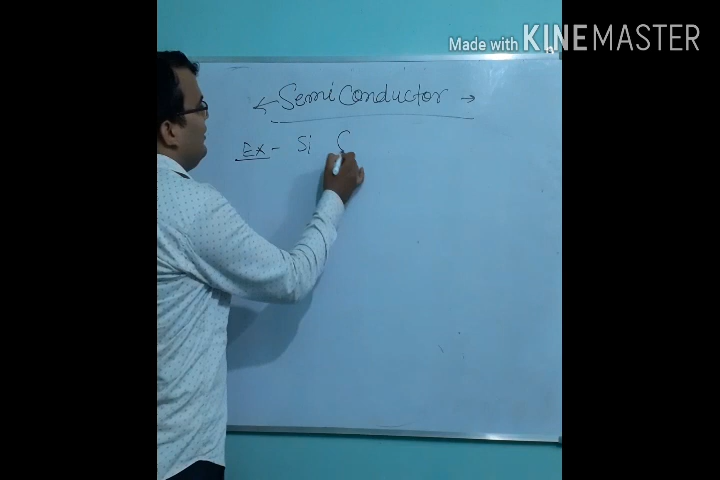 Made with KINEMASTER
← Semi Conductor →
Ex - Si